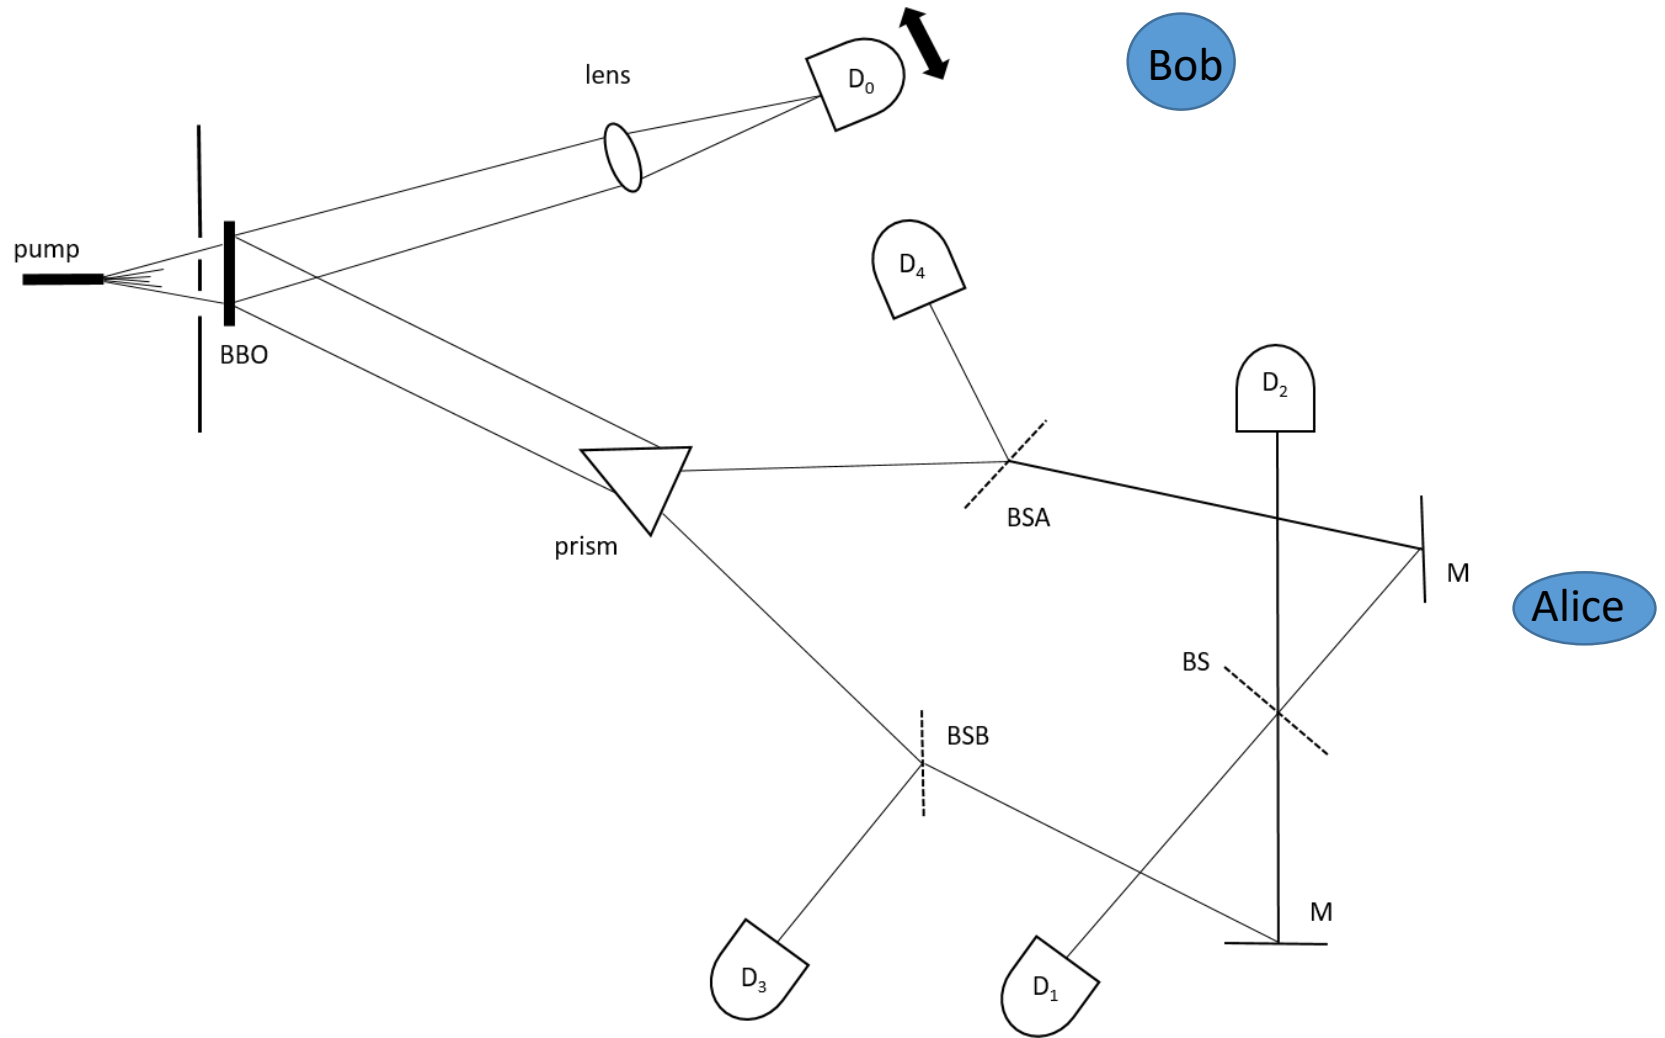 Bob
D₀
lens
D₄
pump
BBO
D₂
BSA
prism
M
Alice
BS
BSB
M
D₃
D₁